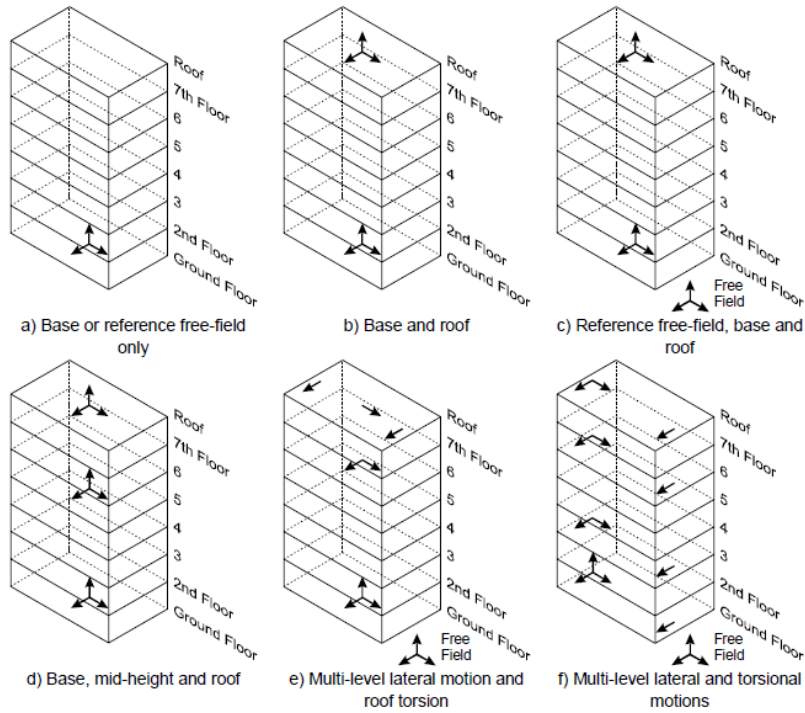 Roof
7th Floor
6
5
4
3
2nd Floor
Ground Floor
a) Base or reference free-field
only
Roof
7th Floor
6
5
4
3
2nd Floor
Ground Floor
b) Base and roof
Roof
7th Floor
6
5
4
3
2nd Floor
Ground Floor
Free
Field
c) Reference free-field, base and
roof
Roof
7th Floor
6
5
4
3
2nd Floor
Ground Floor
d) Base, mid-height and roof
Roof
7th Floor
6
5
4
3
2nd Floor
Ground Floor
Free
Field
e) Multi-level lateral motion and
roof torsion
Roof
7th Floor
6
5
4
3
2nd Floor
Ground Floor
Free
Field
f) Multi-level lateral and torsional
motions